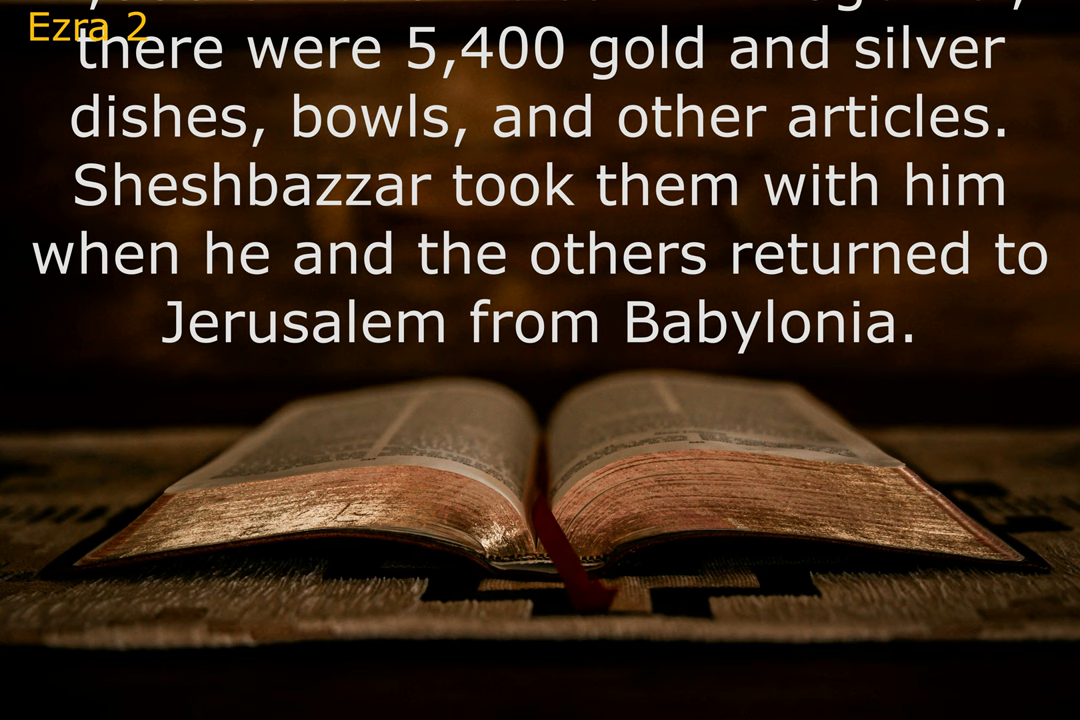 Ezra 2
there were 5,400 gold and silver
dishes, bowls, and other articles.
Sheshbazzar took them with him
when he and the others returned to
Jerusalem from Babylonia.